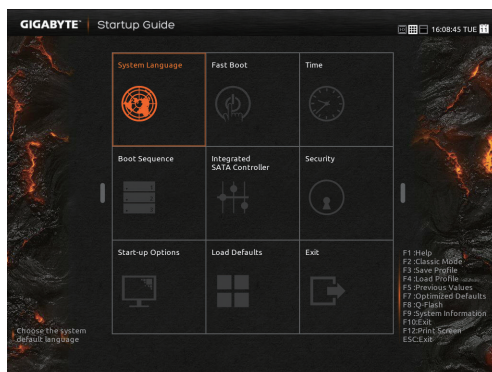 GIGABYTE™ Startup Guide
16:08:45 TUE 11
System Language
Fast Boot
Time
Boot Sequence
Integrated
SATA Controller
Security
Start-up Options
Load Defaults
Exit
Choose the system
default language
F1 :Help
F2 :Classic Mode
F3 :Save Profile
F4 :Load Profile
F5 :Previous Values
F7 :Optimized Defaults
F8 :Q-Flash
F9 :System Information
F10:Exit
F12:Print Screen
ESC:Exit